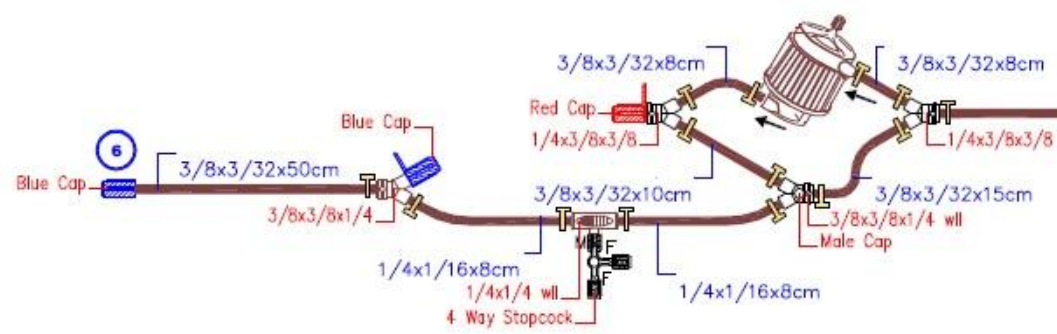 3/8x3/32x8cm
3/8x3/32x8cm
Red Cap
1/4x3/8x3/8
1/4x3/8x3/8
Blue Cap
6
Blue Cap
3/8x3/32x50cm
3/8x3/8x1/4
3/8x3/32x10cm
3/8x3/32x15cm
3/8x3/8x1/4 wll
Male Cap
M
F
F
1/4x1/16x8cm
1/4x1/4 wll
1/4x1/16x8cm
4 Way Stopcock